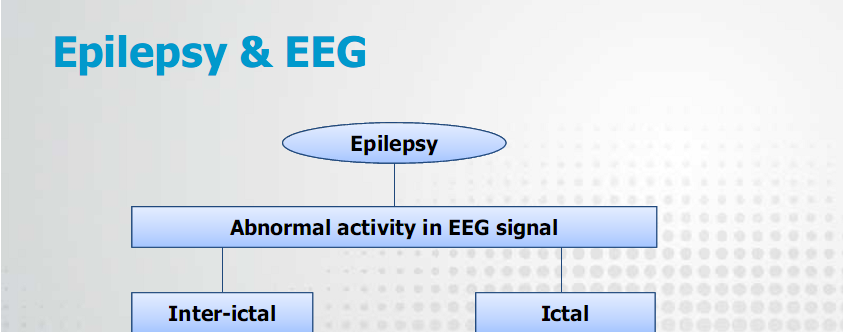 Epilepsy & EEG
Epilepsy
Abnormal activity in EEG signal
Inter-ictal
Ictal